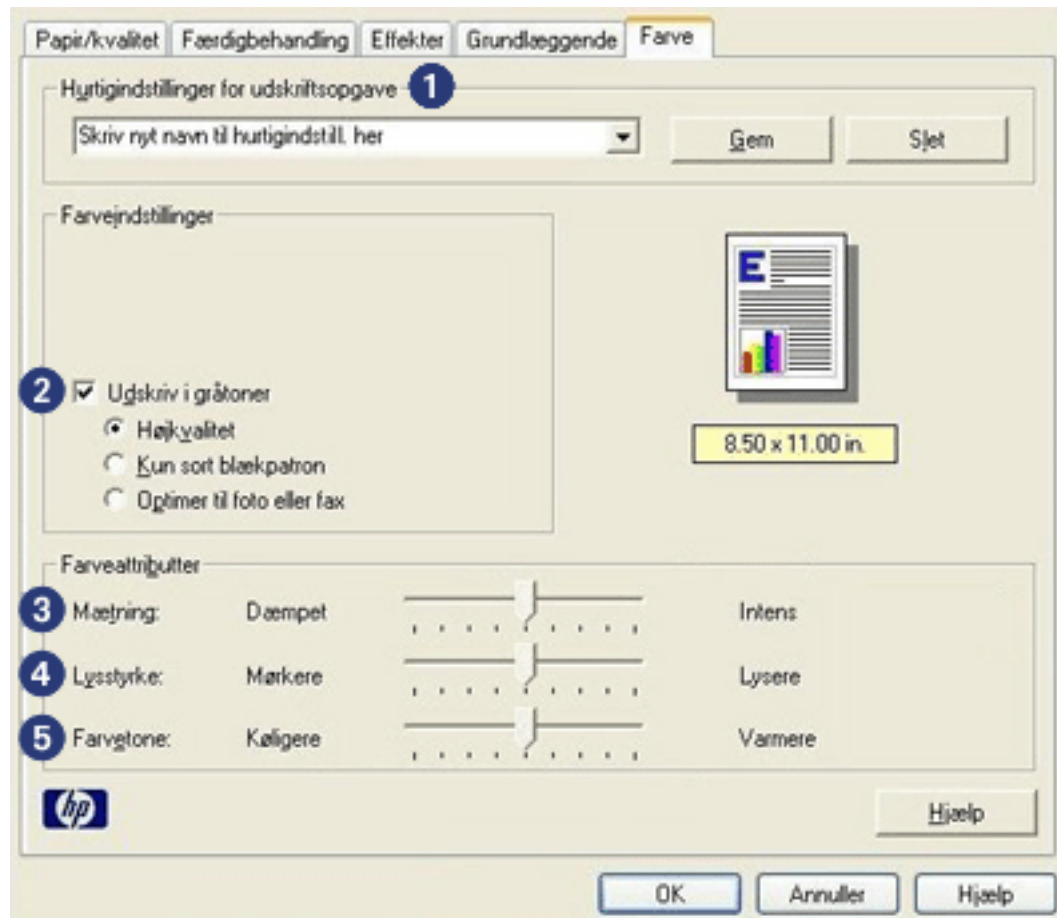 Papir/kvalitet Færdigbehandling Effekter Grundlæggende Farve
Hurtigindstillinger for udskriftsopgave 1
Skriv nyt navn til hurtigindstill. her Gem Slet
Farveindstillinger
E
2 Udskriv i gråtoner
Højkvalitet
Kun sort blækpatron
Optimer til foto eller fax
8.50 x 11.00 in.
Farveattributter
3 Mætning: Dæmpet Intens
4 Lysstyrke: Mørkere Lysere
5 Farvetone: Køligere Varmere
hp
Hjælp
OK Annuller Hjælp